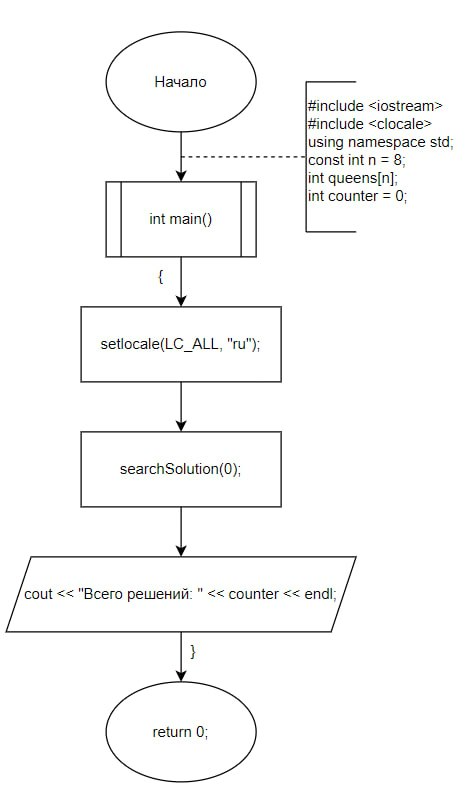 Начало
#include <iostream>
#include <clocale>
using namespace std;
const int n = 8;
int queens[n];
int counter = 0;
int main()
{
setlocale(LC_ALL, "ru");
searchSolution(0);
cout << "Всего решений: " << counter << endl;
}
return 0;